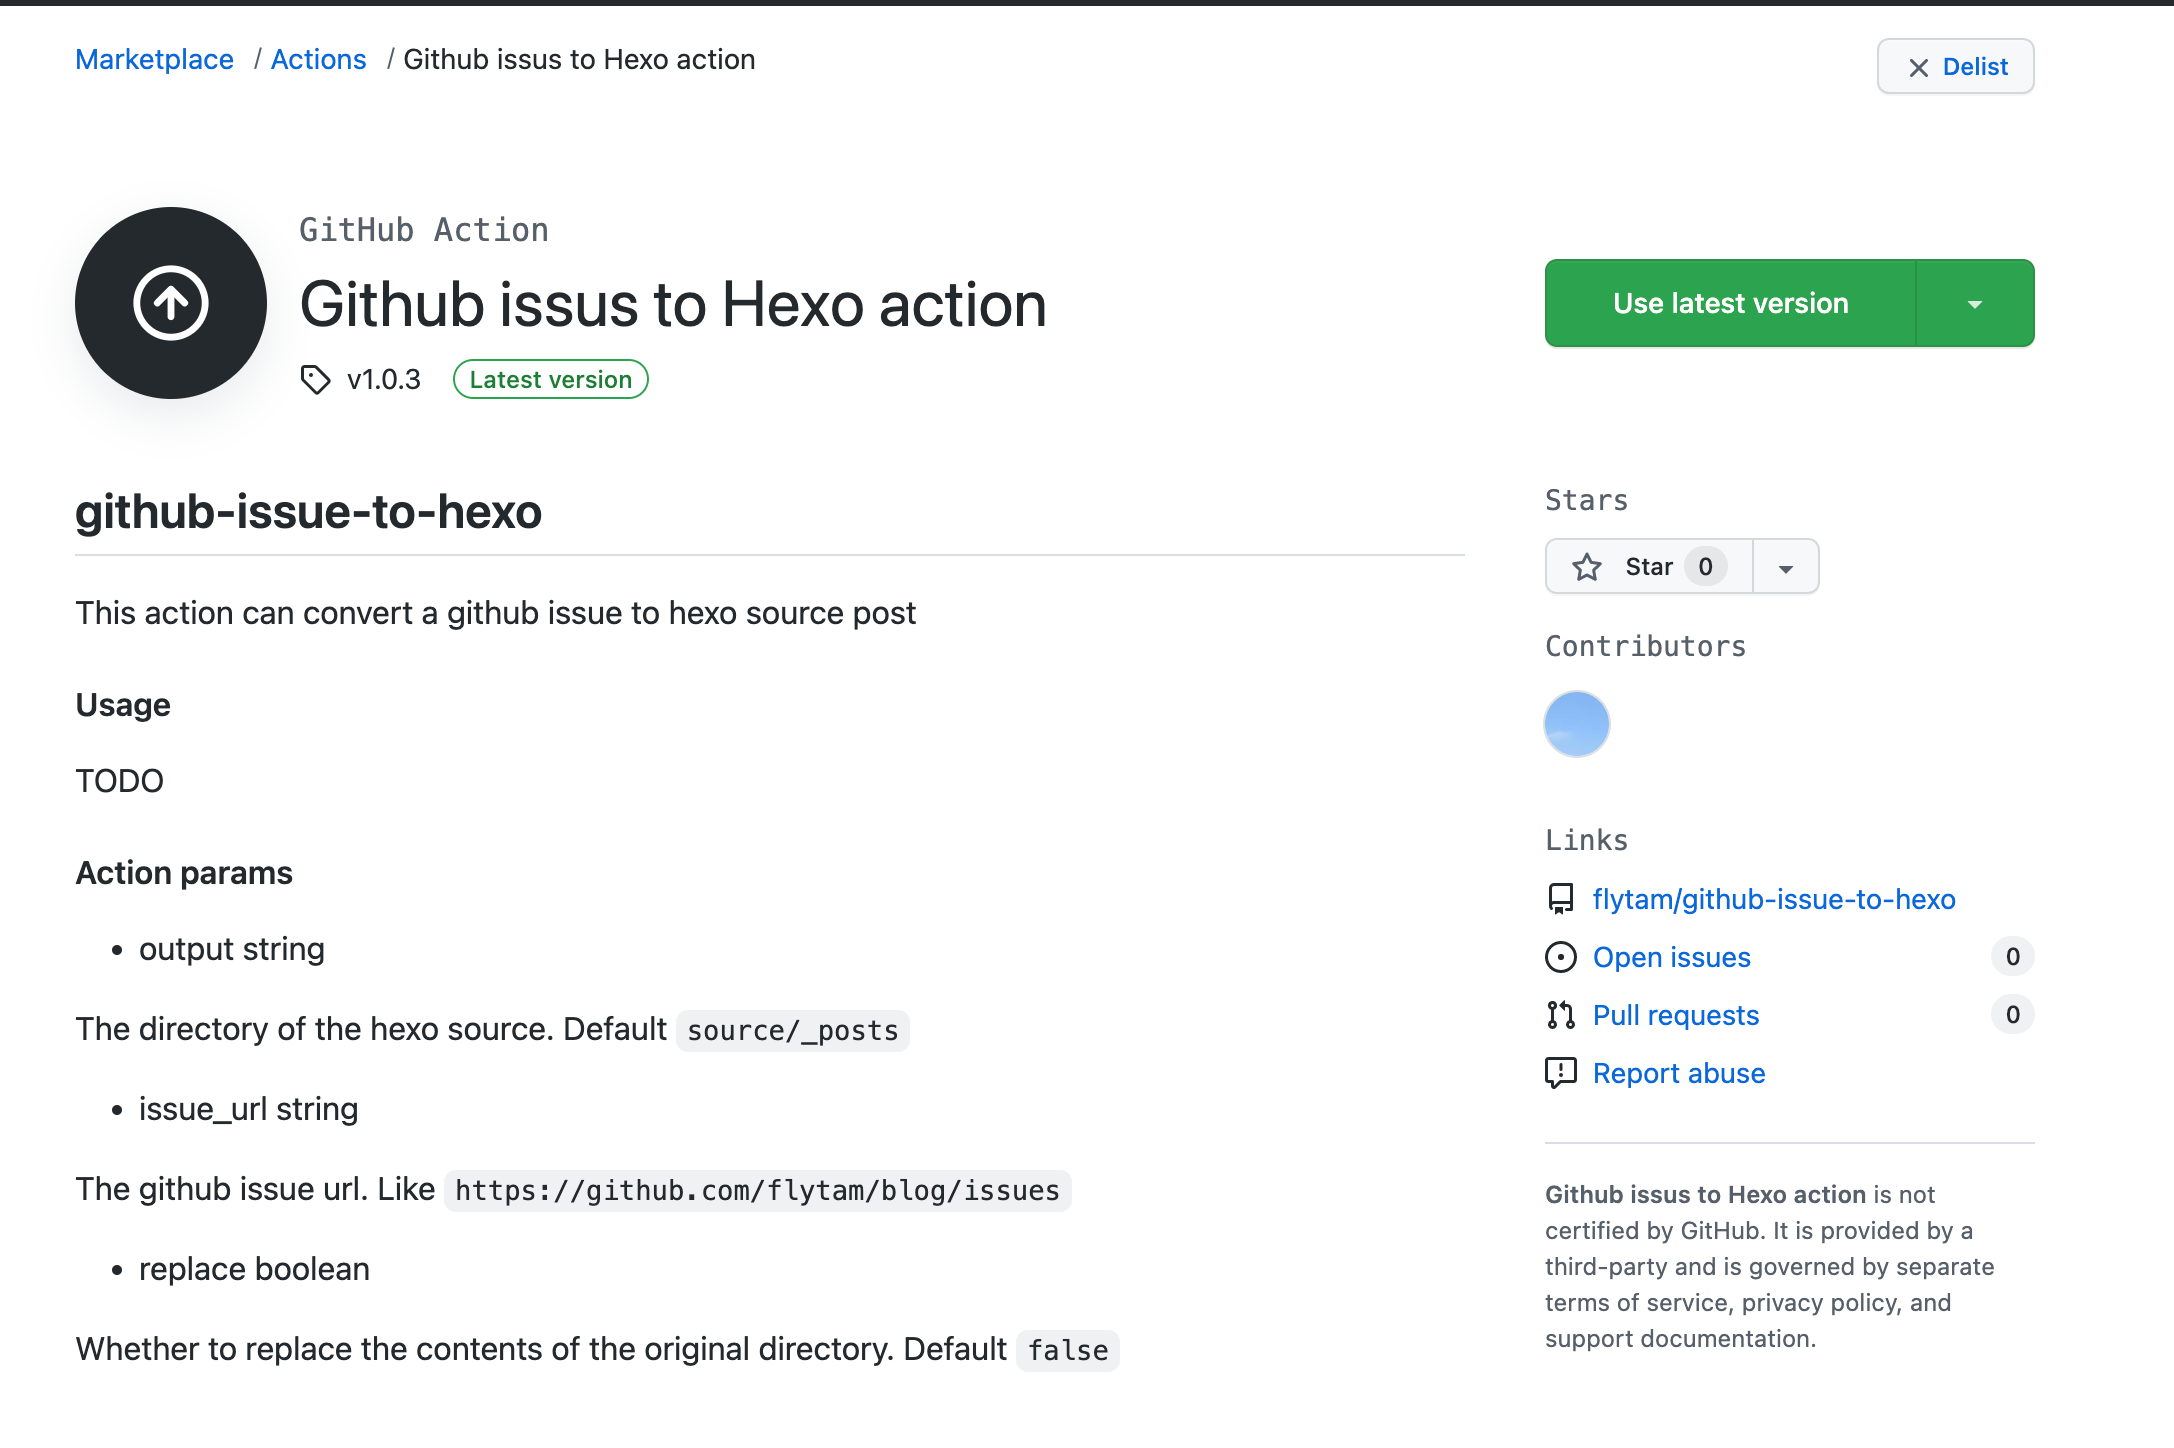 Marketplace / Actions / Github issus to Hexo action
Delist
GitHub Action
Github issus to Hexo action
v1.0.3 Latest version
Use latest version
github-issue-to-hexo
This action can convert a github issue to hexo source post
Usage
TODO
Action params
• output string
The directory of the hexo source. Default source/_posts
• issue_url string
The github issue url. Like https://github.com/flytam/blog/issues
• replace boolean
Whether to replace the contents of the original directory. Default false
Stars
Star 0
Contributors
Links
flytam/github-issue-to-hexo
Open issues 0
Pull requests 0
Report abuse
Github issus to Hexo action is not
certified by GitHub. It is provided by a
third-party and is governed by separate
terms of service, privacy policy, and
support documentation.